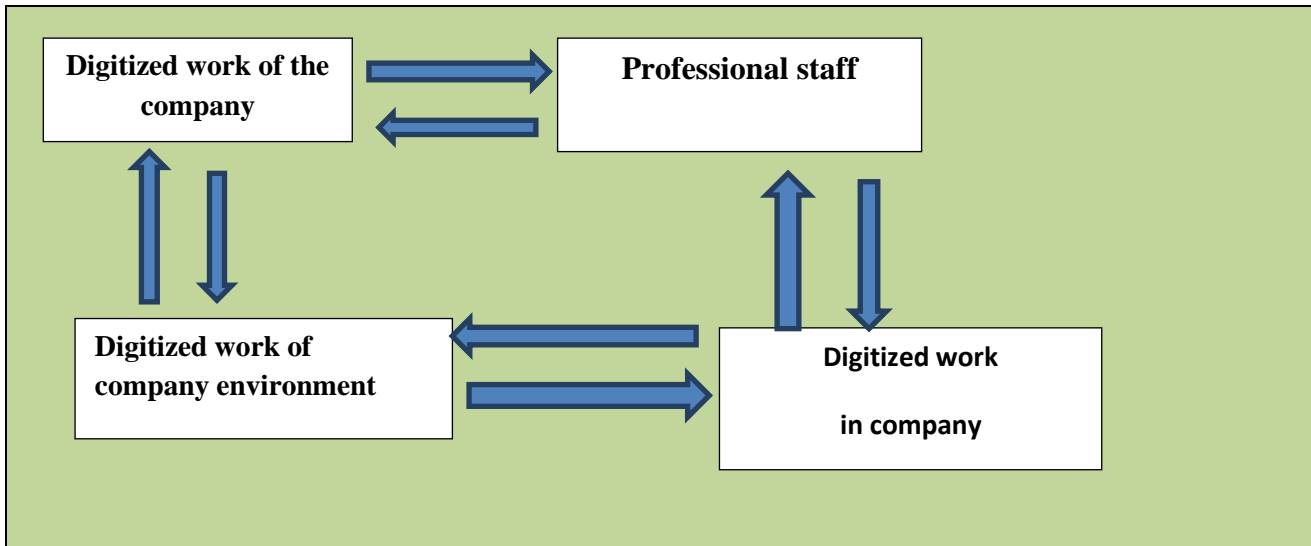 Digitized work of the
company
Professional staff
Digitized work of
company environment
Digitized work
in company